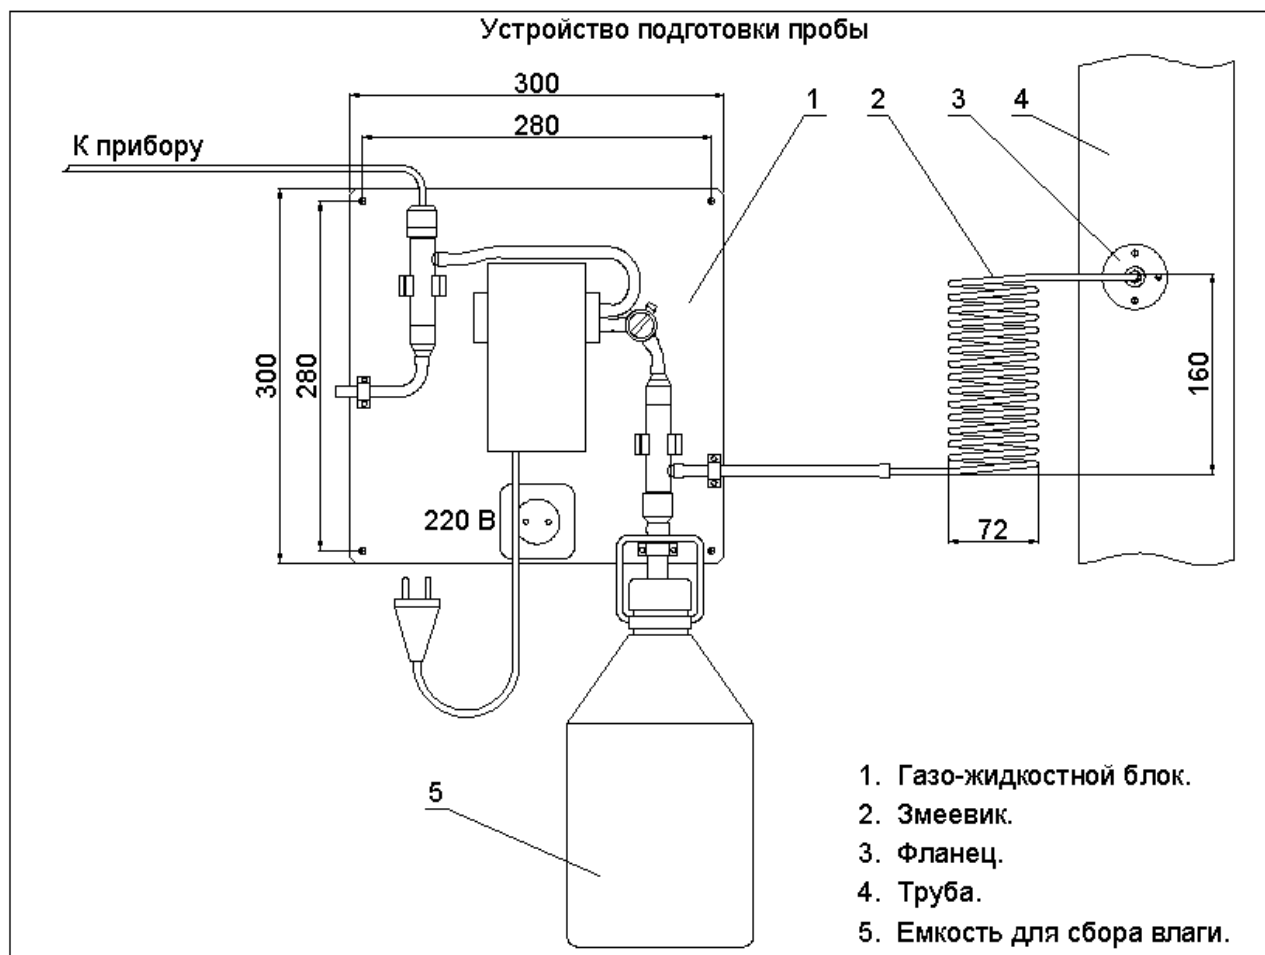 Устройство подготовки пробы
300
1
2
3
4
280
К прибору
300
280
160
220 В
72
5
1. Газо-жидкостной блок.
2. Змеевик.
3. Фланец.
4. Труба.
5. Емкость для сбора влаги.